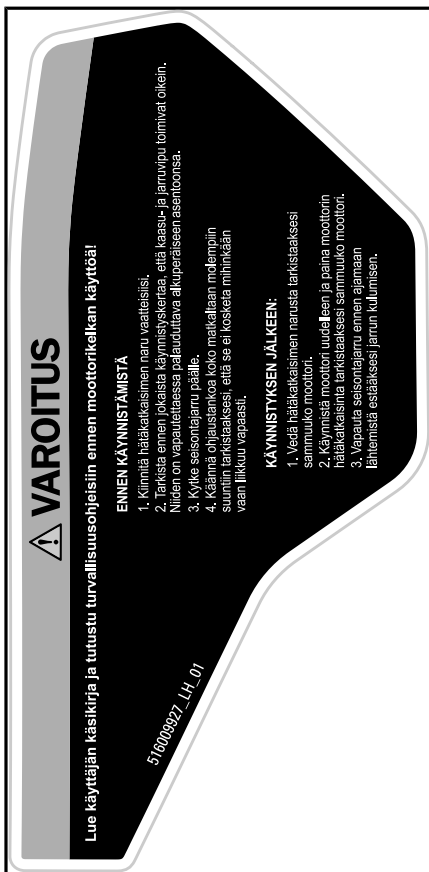 ⚠ VAROITUS
Lue käyttäjän käsikirja ja tutustu turvallisuusohjeisiin ennen moottorikelkan käyttöä!
ENNEN KÄYNNISTÄMISTÄ
1. Kiinnitä hätäkatkaisimen naru vaatteisiisi.
2. Tarkista ennen jokaista käynnistyskertaa, että kaasu- ja jarruvipu toimivat oikein.
Niiden on vapautettaessa palauduttava alkuperäiseen asentoonsa.
3. Kytke seisontajarru päälle.
4. Käännä ohjaustankoa koko matkaltaan molempiin
suuntiin tarkistaaksesi, että se ei kosketa mihinkään
vaan liikkuu vapaasti.
KÄYNNISTYKSEN JÄLKEEN:
1. Vedä hätäkatkaisimen narusta tarkistaaksesi
sammuuko moottori.
2. Käynnistä moottori uudelleen ja paina moottorin
hätäkatkaisinta tarkistaaksesi sammuuko moottori.
3. Vapauta seisontajarru ennen ajamaan
lähtemistä estääksesi jarrun kulumisen.
516009927_LH_01